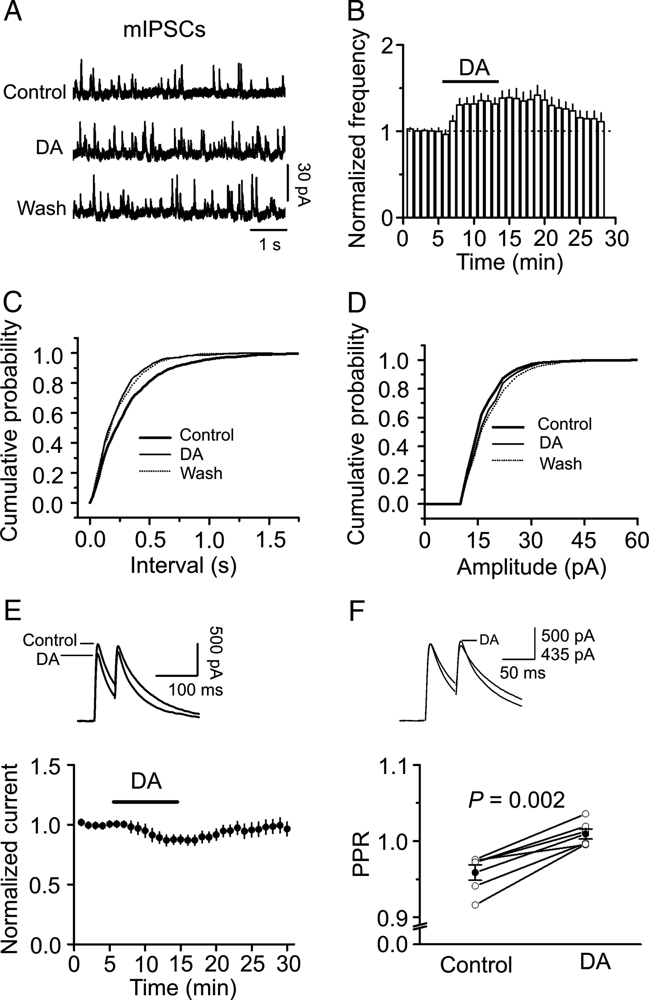 A
mIPSCs
Control
DA
Wash
30 pA
1 s
B
Normalized frequency
2
1
0
DA
0 5 10 15 20 25 30
Time (min)
C
Cumulative probability
1.0
0.8
0.6
0.4
0.2
0.0
Control
DA
Wash
0.0 0.5 1.0 1.5
Interval (s)
D
Cumulative probability
1.0
0.8
0.6
0.4
0.2
0.0
Control
DA
Wash
0 15 30 45 60
Amplitude (pA)
E
Control
DA
500 pA
100 ms
Normalized current
1.5
1.0
0.5
0.0
DA
0 5 10 15 20 25 30
Time (min)
F
DA
500 pA
435 pA
50 ms
PPR
1.1
1.0
0.9
0.0
P = 0.002
Control DA